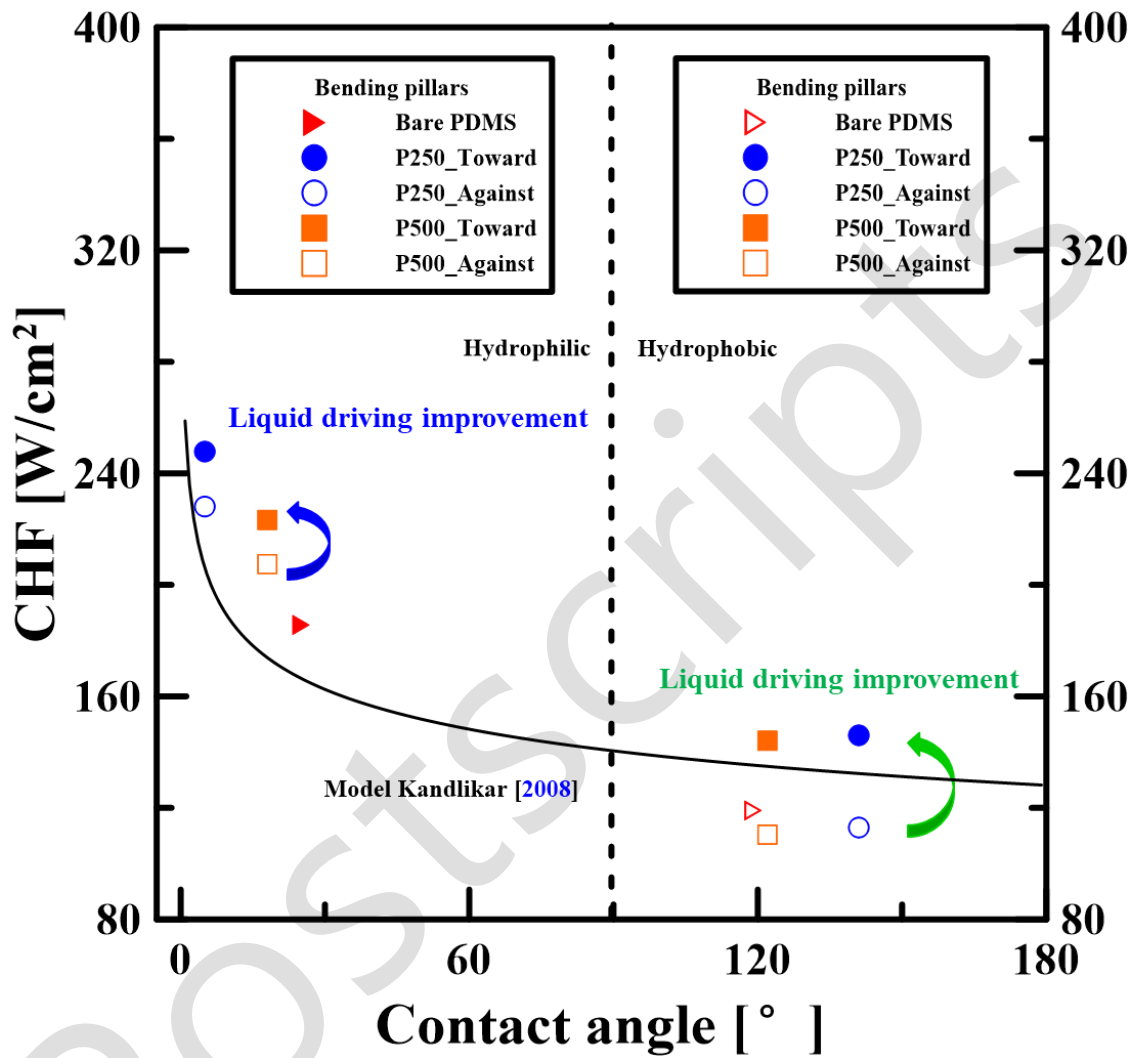 400
320
240
160
80
CHF [W/cm²]
Bending pillars
Bare PDMS
P250_Toward
P250_Against
P500_Toward
P500_Against
Bending pillars
Bare PDMS
P250_Toward
P250_Against
P500_Toward
P500_Against
400
320
240
160
80
Hydrophilic
Hydrophobic
Liquid driving improvement
Liquid driving improvement
Model Kandlikar [2008]
0
60
120
180
Contact angle [ ° ]
Postscripts